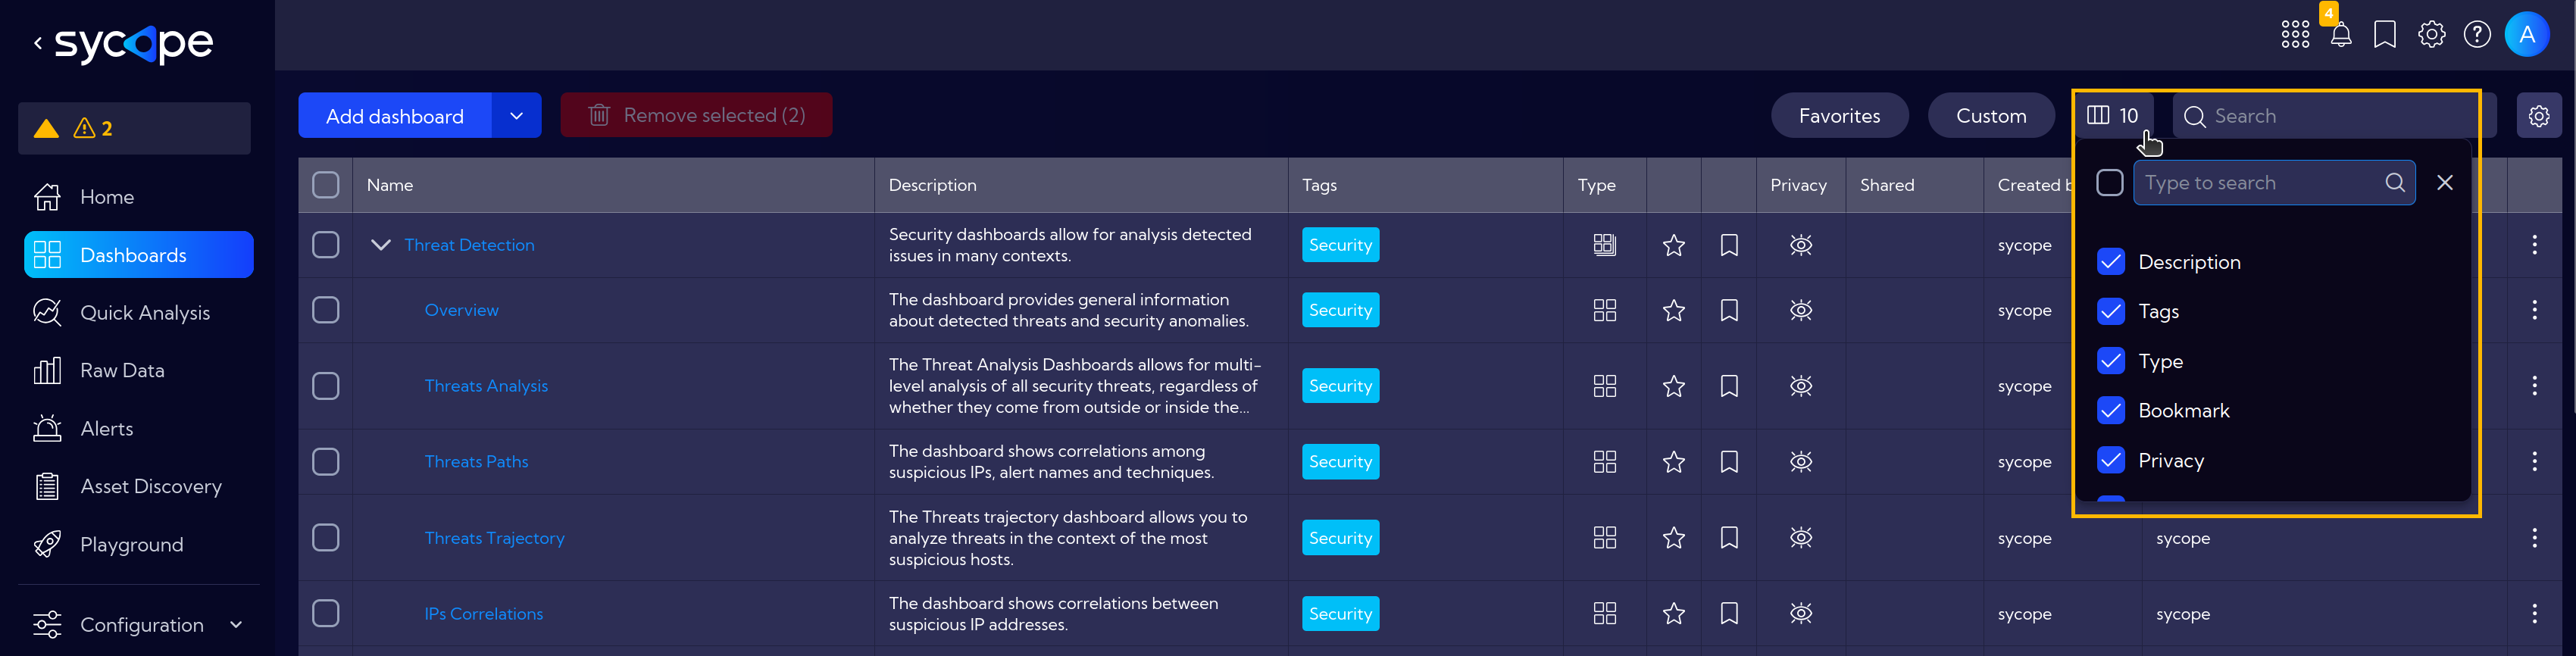 sycope
4
A
2
Home
Dashboards
Quick Analysis
Raw Data
Alerts
Asset Discovery
Playground
Configuration
Add dashboard
Remove selected (2)
Favorites
Custom
10
Search
Name
Description
Tags
Type
Privacy
Shared
Created b
Threat Detection
Security dashboards allow for analysis detected
issues in many contexts.
Security
sycope
Overview
The dashboard provides general information
about detected threats and security anomalies.
Security
sycope
Threats Analysis
The Threat Analysis Dashboards allows for multi-
level analysis of all security threats, regardless of
whether they come from outside or inside the...
Security
sycope
Threats Paths
The dashboard shows correlations among
suspicious IPs, alert names and techniques.
Security
sycope
Threats Trajectory
The Threats trajectory dashboard allows you to
analyze threats in the context of the most
suspicious hosts.
Security
sycope
sycope
IPs Correlations
The dashboard shows correlations between
suspicious IP addresses.
Security
sycope
sycope
Type to search
Description
Tags
Type
Bookmark
Privacy